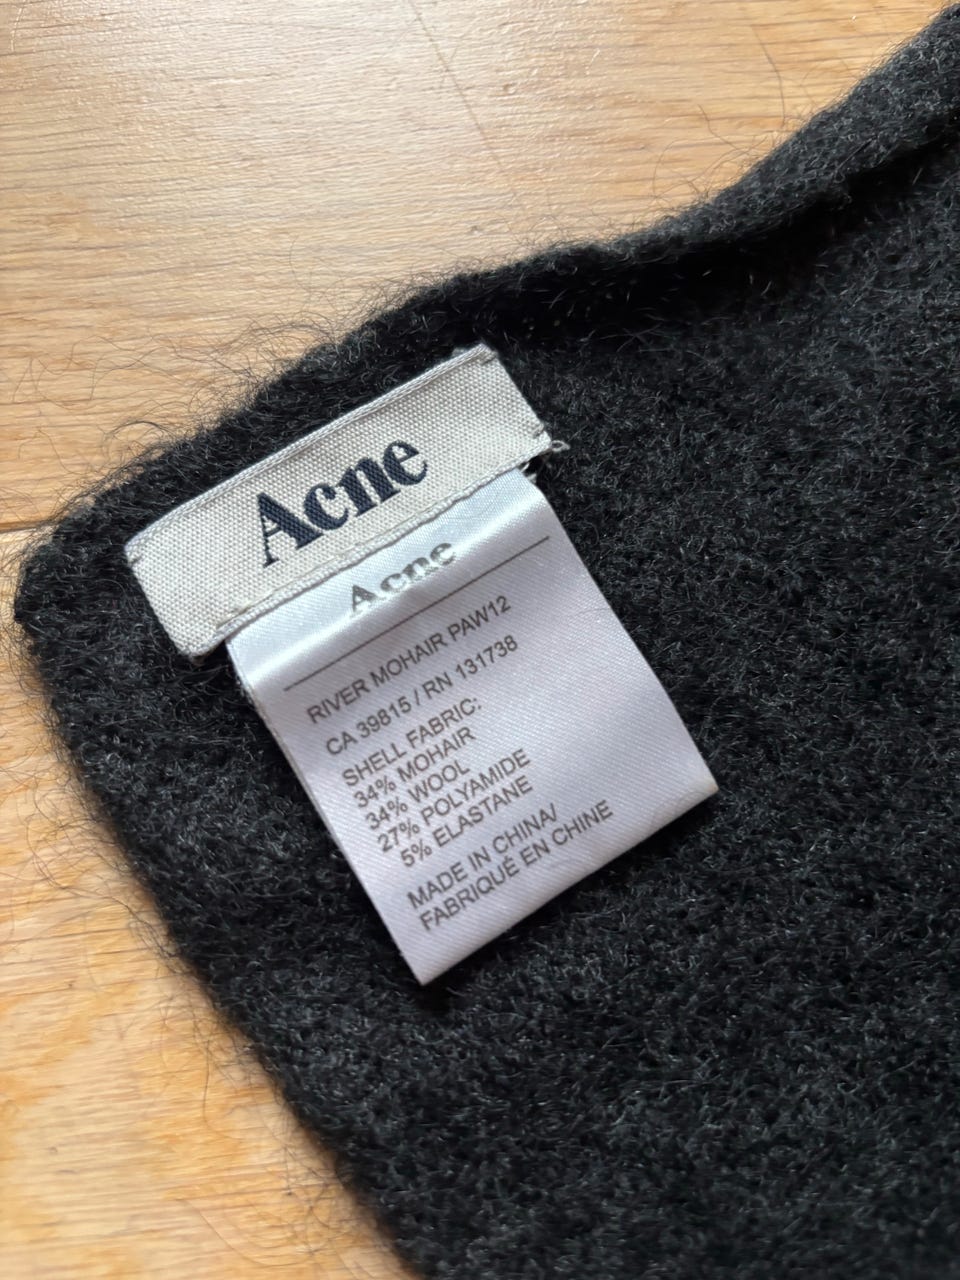 Acne
Acne
RIVER MOHAIR PAW12
CA 39815 / RN 131738
SHELL FABRIC:
34% MOHAIR
34% WOOL
27% POLYAMIDE
5% ELASTANE
MADE IN CHINA/
FABRIQUÉ EN CHINE